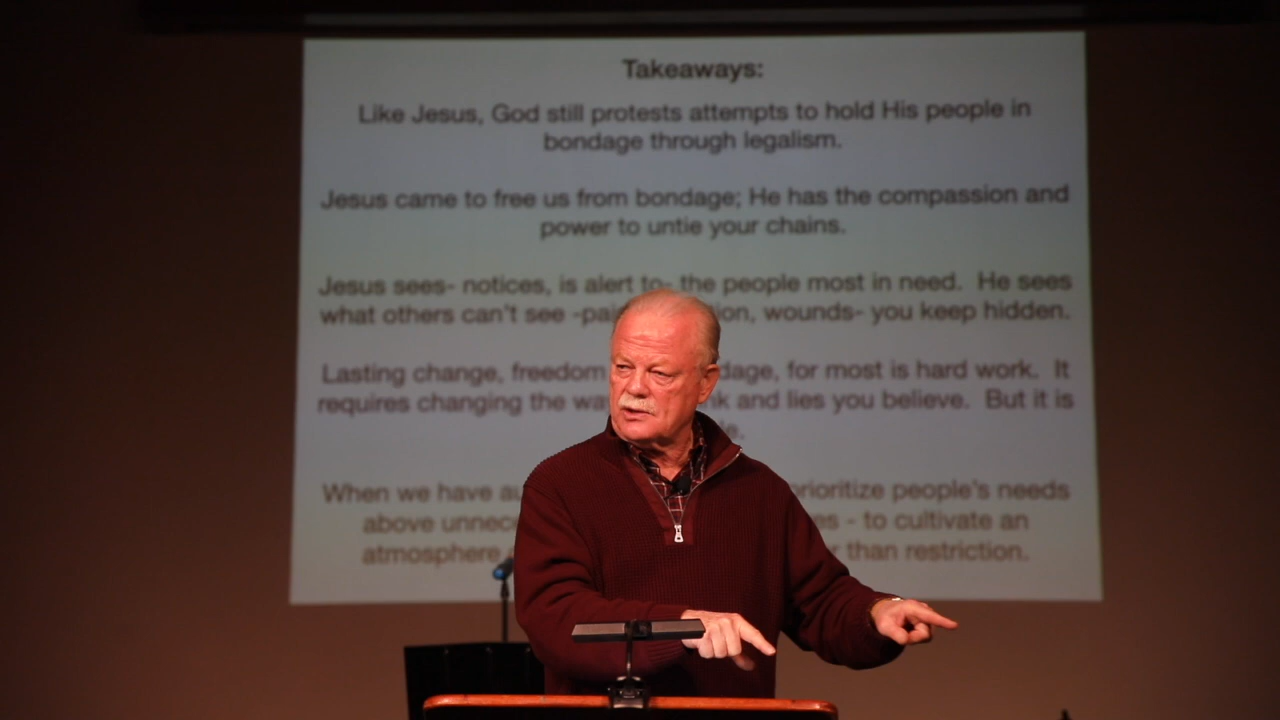 Takeaways:
Like Jesus, God still protests attempts to hold His people in
bondage through legalism.
Jesus came to free us from bondage; He has the compassion and
power to untie your chains.
Jesus sees- notices, is alert to- the people most in need. He sees
what others can't see -pain wounds- you keep hidden.
Lasting change, freedom for most is hard work. It
requires changing the way and lies you believe. But it is
When we have prioritize people's needs
above - to cultivate an
atmosphere than restriction.